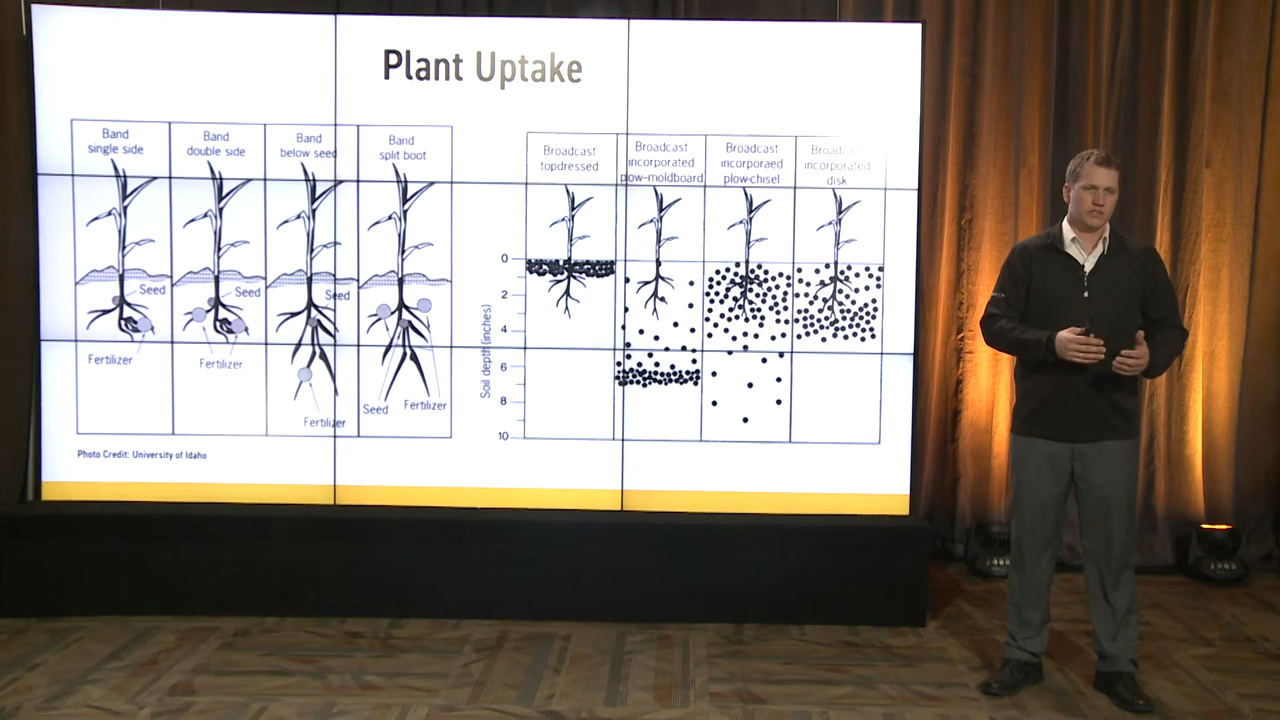 Plant Uptake
Band
single side
Band
double side
Band
below seed
Band
split boot
Seed
Seed
Seed
Fertilizer
Fertilizer
Fertilizer
Seed
Fertilizer
Broadcast
topdressed
Broadcast
incorporated
plow-moldboard
Broadcast
incorporaed
plow-chisel
Broadcast
incorporated
disk
Soil depth (inches)
0
2
4
6
8
10
Photo Credit: University of Idaho